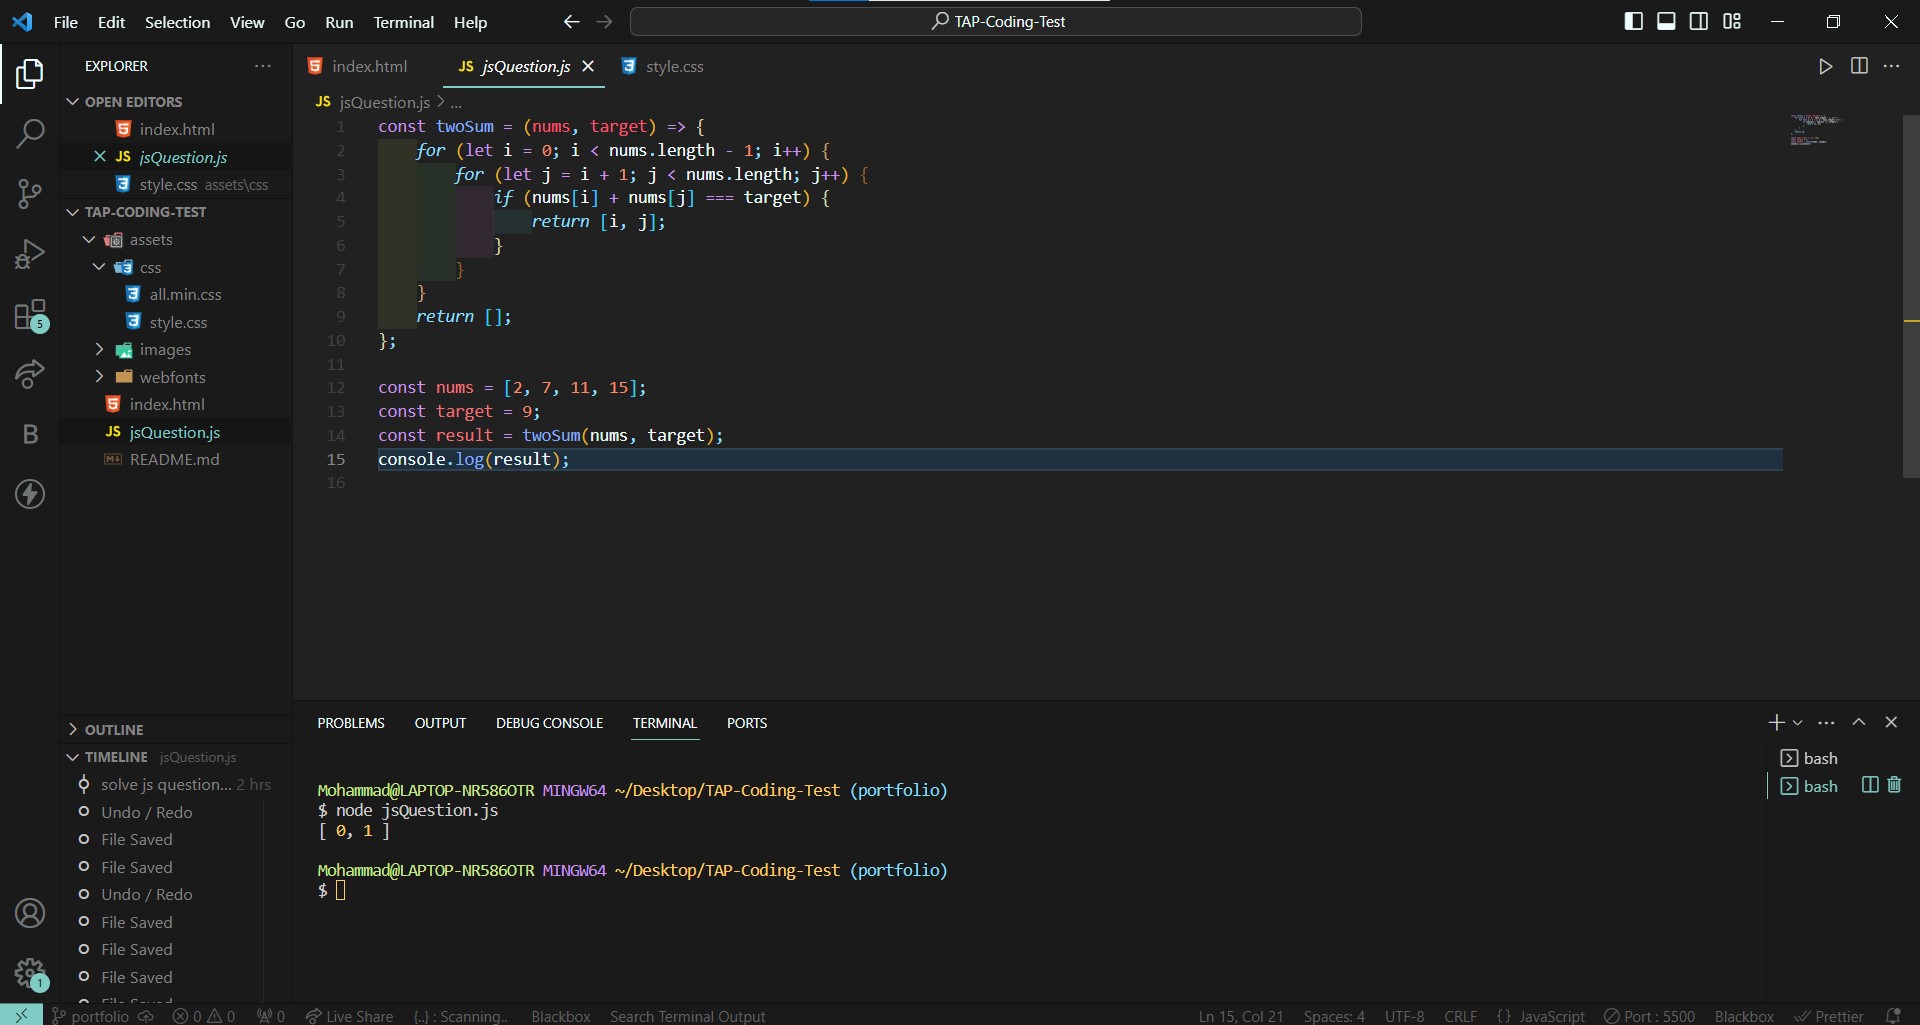 File Edit Selection View Go Run Terminal Help
TAP-Coding-Test
EXPLORER
OPEN EDITORS
index.html
JS jsQuestion.js
style.css assets\css
TAP-CODING-TEST
assets
css
all.min.css
style.css
images
webfonts
index.html
JS jsQuestion.js
README.md
5
B
OUTLINE
TIMELINE jsQuestion.js
solve js question... 2 hrs
Undo / Redo
File Saved
File Saved
Undo / Redo
File Saved
File Saved
File Saved
1
index.html JS jsQuestion.js style.css
JS jsQuestion.js > ...
1 const twoSum = (nums, target) => {
2 for (let i = 0; i < nums.length - 1; i++) {
3 for (let j = i + 1; j < nums.length; j++) {
4 if (nums[i] + nums[j] === target) {
5 return [i, j];
6 }
7 }
8 }
9 return [];
10 };
11
12 const nums = [2, 7, 11, 15];
13 const target = 9;
14 const result = twoSum(nums, target);
15 console.log(result);
16
PROBLEMS OUTPUT DEBUG CONSOLE TERMINAL PORTS
bash
bash
Mohammad@LAPTOP-NR586OTR MINGW64 ~/Desktop/TAP-Coding-Test (portfolio)
$ node jsQuestion.js
[ 0, 1 ]
Mohammad@LAPTOP-NR586OTR MINGW64 ~/Desktop/TAP-Coding-Test (portfolio)
$
portfolio 0 0 0 Live Share {..} : Scanning.. Blackbox Search Terminal Output Ln 15, Col 21 Spaces: 4 UTF-8 CRLF {} JavaScript Port : 5500 Blackbox Prettier